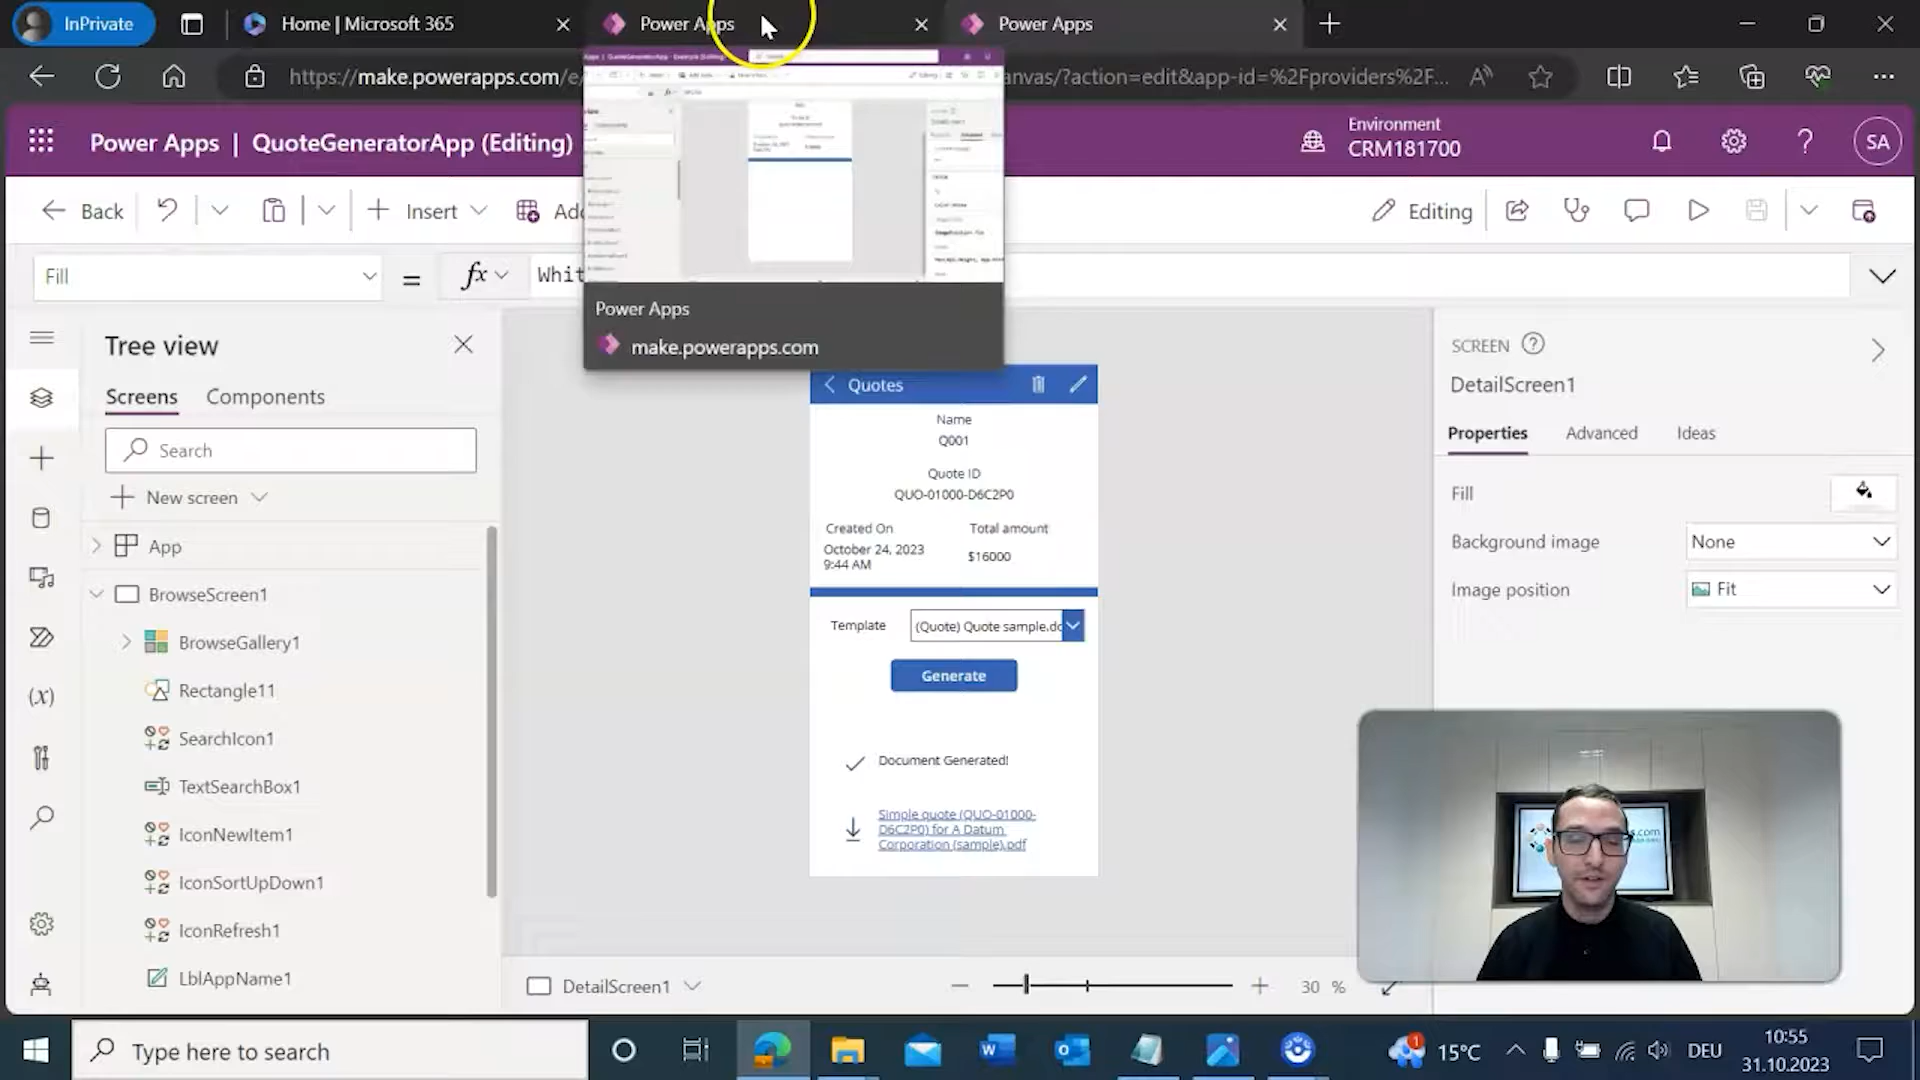 InPrivate
Home | Microsoft 365
Power Apps
Power Apps
https://make.powerapps.com/e/
anvas/?action=edit&app-id=%2Fproviders%2F...
Power Apps | QuoteGeneratorApp (Editing)
Environment
CRM181700
SA
Back
Insert
Editing
Fill
=
fx
Whit
Power Apps
make.powerapps.com
Tree view
Screens
Components
Search
New screen
App
BrowseScreen1
BrowseGallery1
Rectangle11
SearchIcon1
TextSearchBox1
IconNewItem1
IconSortUpDown1
IconRefresh1
LblAppName1
Quotes
Name
Q001
Quote ID
QUO-01000-D6C2P0
Created On
Total amount
October 24, 2023
9:44 AM
$16000
Template
(Quote) Quote sample.do
Generate
Document Generated!
Simple quote (QUO-01000-
D6C2P0) for A Datum
Corporation (sample).pdf
DetailScreen1
30 %
SCREEN
DetailScreen1
Properties
Advanced
Ideas
Fill
Background image
None
Image position
Fit
Type here to search
1
15°C
DEU
10:55
31.10.2023